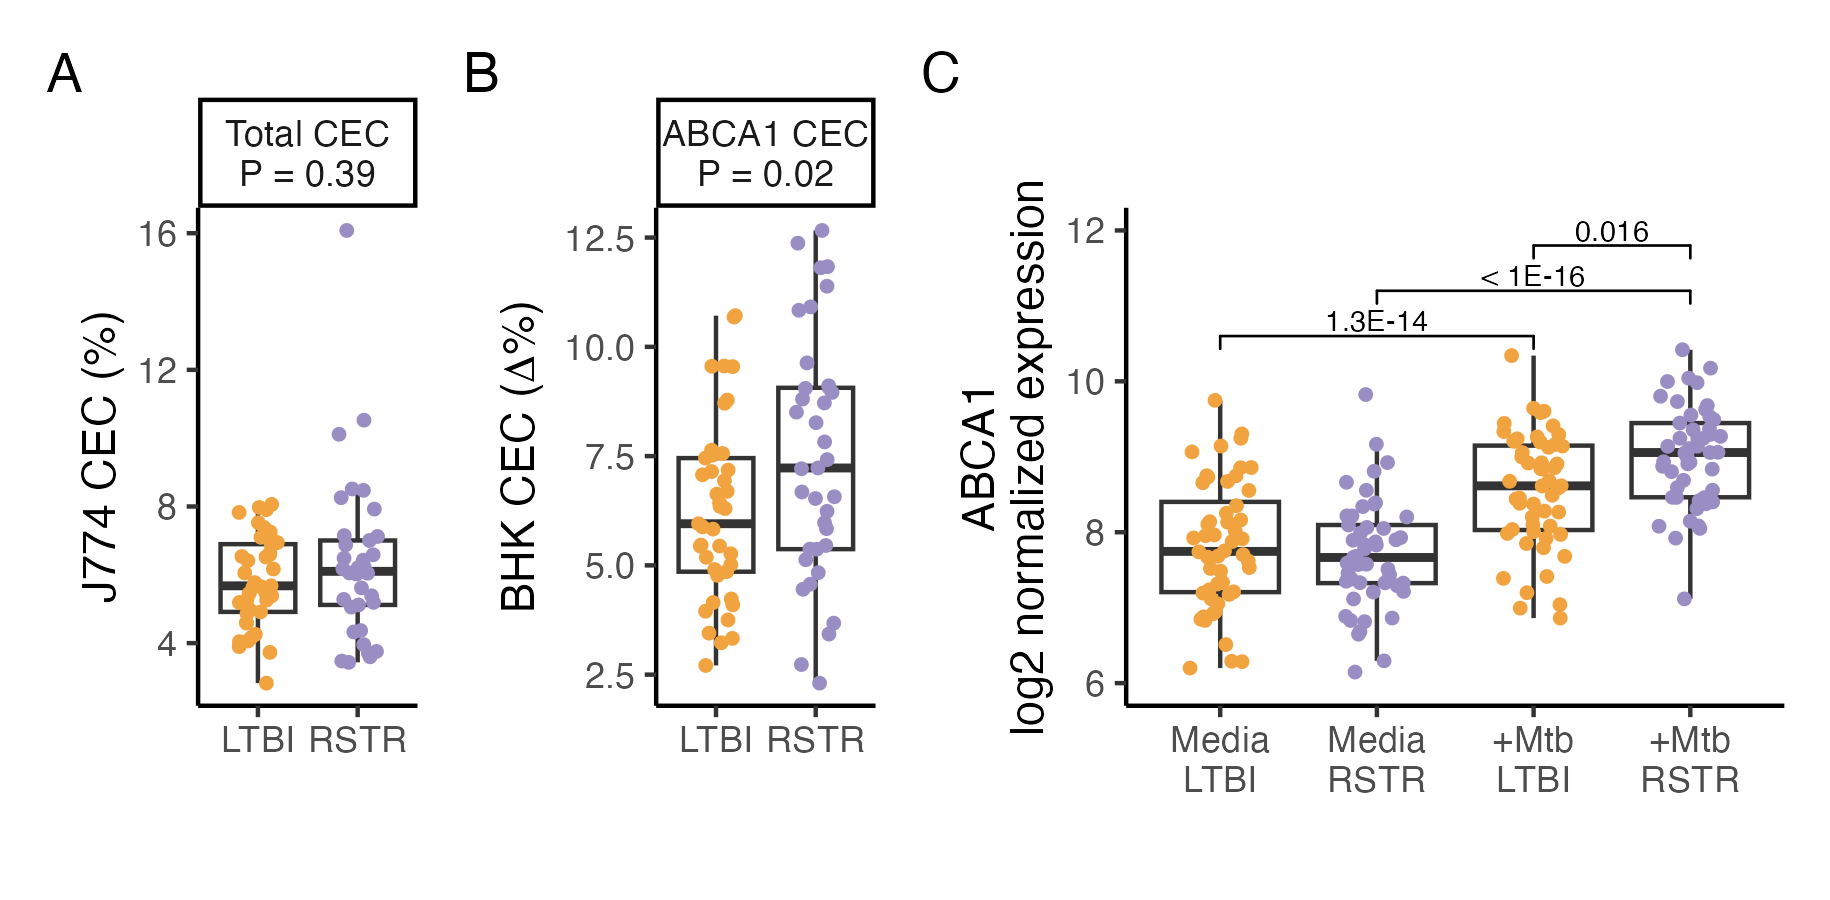 A
B
C
Total CEC
P = 0.39
ABCA1 CEC
P = 0.02
J774 CEC (%)
16
12
8
4
LTBI
RSTR
BHK CEC (Δ%)
12.5
10.0
7.5
5.0
2.5
LTBI
RSTR
ABCA1
log2 normalized expression
12
10
8
6
0.016
< 1E-16
1.3E-14
Media
LTBI
Media
RSTR
+Mtb
LTBI
+Mtb
RSTR